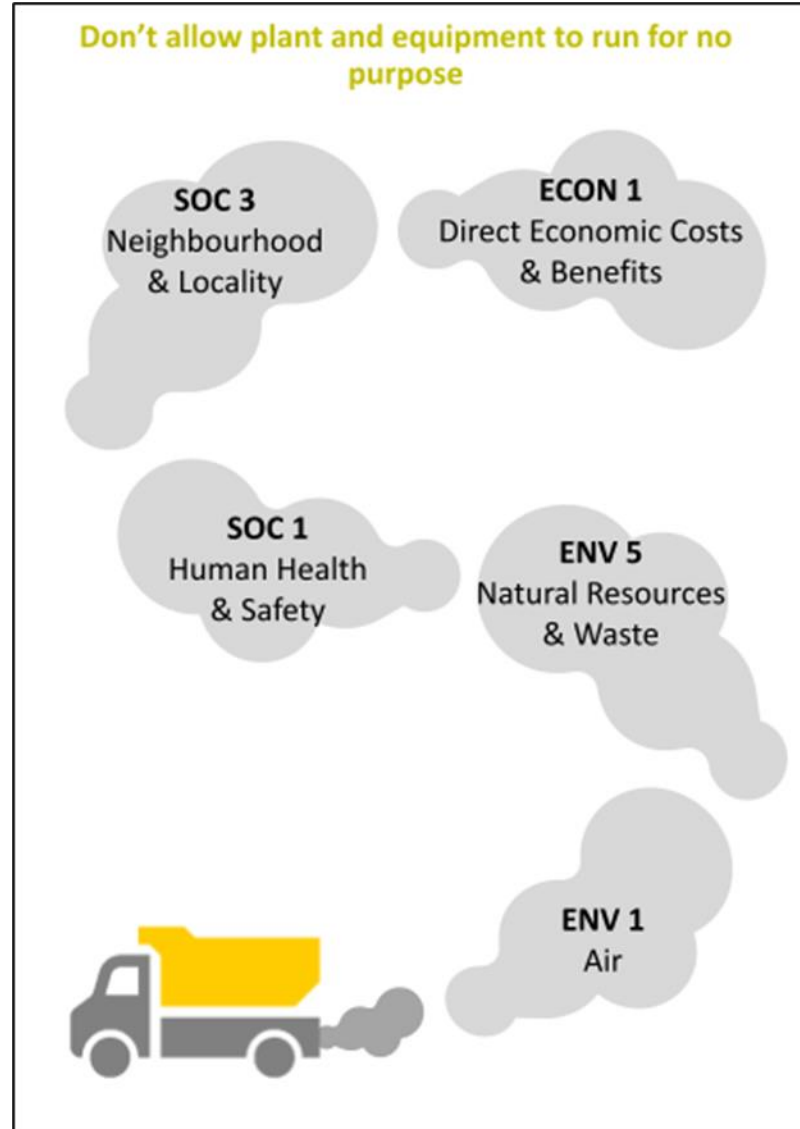 Don't allow plant and equipment to run for no
purpose
SOC 3
Neighbourhood
& Locality
ECON 1
Direct Economic Costs
& Benefits
SOC 1
Human Health
& Safety
ENV 5
Natural Resources
& Waste
ENV 1
Air